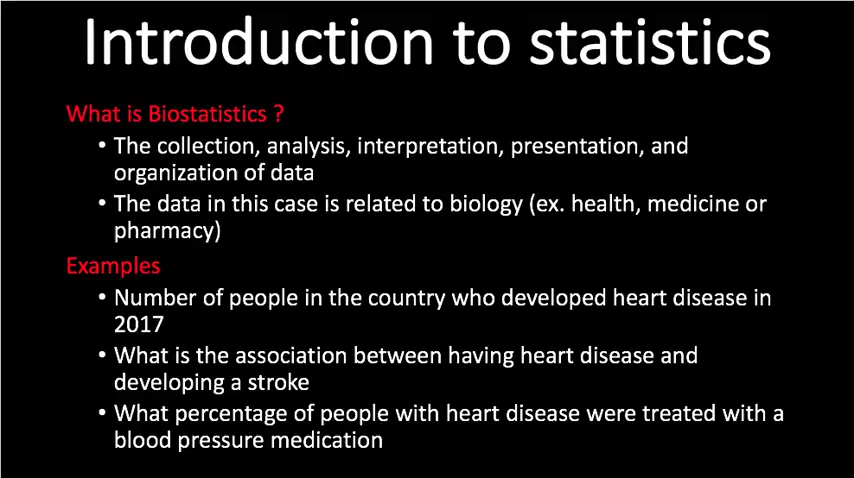 Introduction to statistics
What is Biostatistics ?
• The collection, analysis, interpretation, presentation, and
organization of data
• The data in this case is related to biology (ex. health, medicine or
pharmacy)
Examples
• Number of people in the country who developed heart disease in
2017
• What is the association between having heart disease and
developing a stroke
• What percentage of people with heart disease were treated with a
blood pressure medication